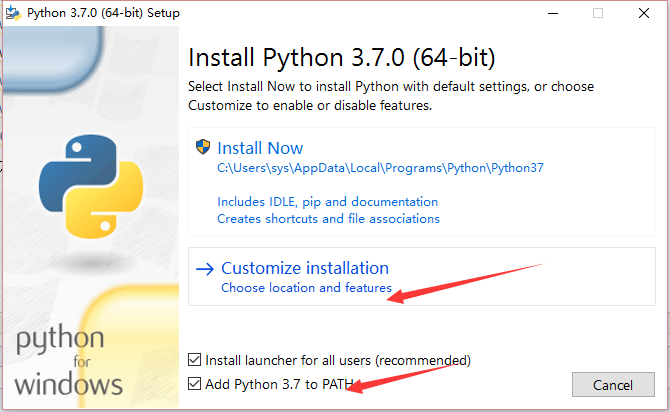 Python 3.7.0 (64-bit) Setup
Install Python 3.7.0 (64-bit)
Select Install Now to install Python with default settings, or choose
Customize to enable or disable features.
Install Now
C:\Users\sys\AppData\Local\Programs\Python\Python37
Includes IDLE, pip and documentation
Creates shortcuts and file associations
Customize installation
Choose location and features
python
for
windows
Install launcher for all users (recommended)
Add Python 3.7 to PATH
Cancel